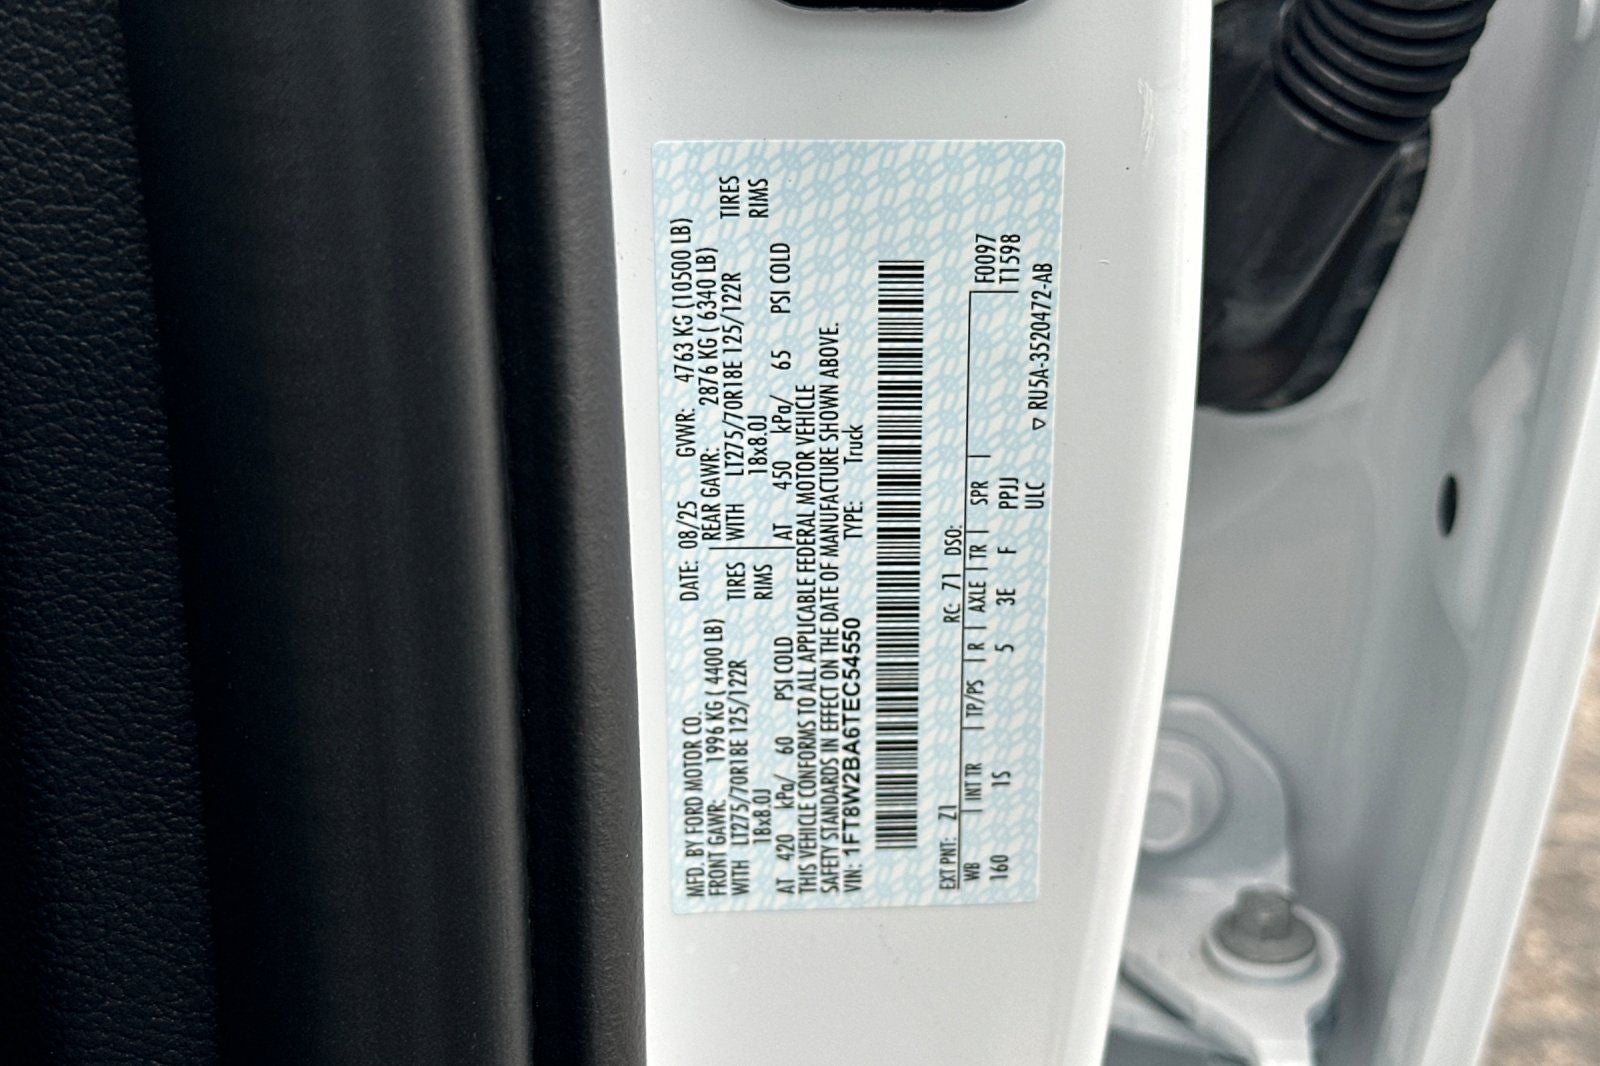 MFD. BY FORD MOTOR CO. DATE: 08/25 GVWR: 4763 KG (10500 LB)
FRONT GAWR: 1996 KG ( 4400 LB) REAR GAWR: 2876 KG ( 6340 LB)
WITH LT275/70R18E 125/122R TIRES WITH LT275/70R18E 125/122R TIRES
18x8.0J RIMS 18x8.0J RIMS
AT 420 kPa/ 60 PSI COLD AT 450 kPa/ 65 PSI COLD
THIS VEHICLE CONFORMS TO ALL APPLICABLE FEDERAL MOTOR VEHICLE
SAFETY STANDARDS IN EFFECT ON THE DATE OF MANUFACTURE SHOWN ABOVE.
VIN: 1FT8W2BA6TEC54550 TYPE: Truck
EXT PNT: Z1 RC: 71 DSO:
WB INT TR TP/PS R AXLE TR SPR F0097
160 1S 5 3E F PPJJ T1598
ULC ▽ RU5A-3520472-AB